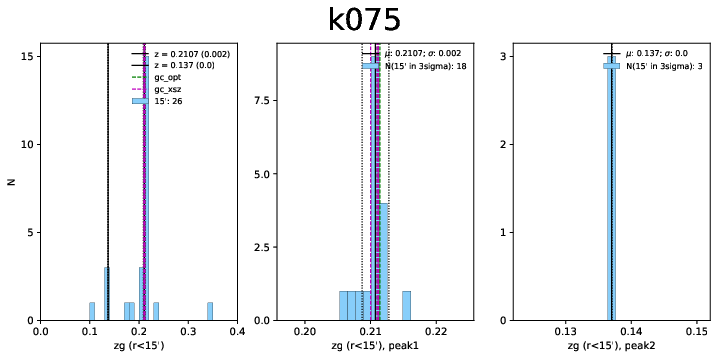 k075
z = 0.2107 (0.002)
z = 0.137 (0.0)
gc_opt
gc_xsz
15': 26
N
15
10
5
0
0.0 0.1 0.2 0.3 0.4
zg (r<15')
μ: 0.2107; σ: 0.002
N(15' in 3sigma): 18
7.5
5.0
2.5
0.0
0.20 0.21 0.22
zg (r<15'), peak1
μ: 0.137; σ: 0.0
N(15' in 3sigma): 3
3
2
1
0
0.13 0.14 0.15
zg (r<15'), peak2